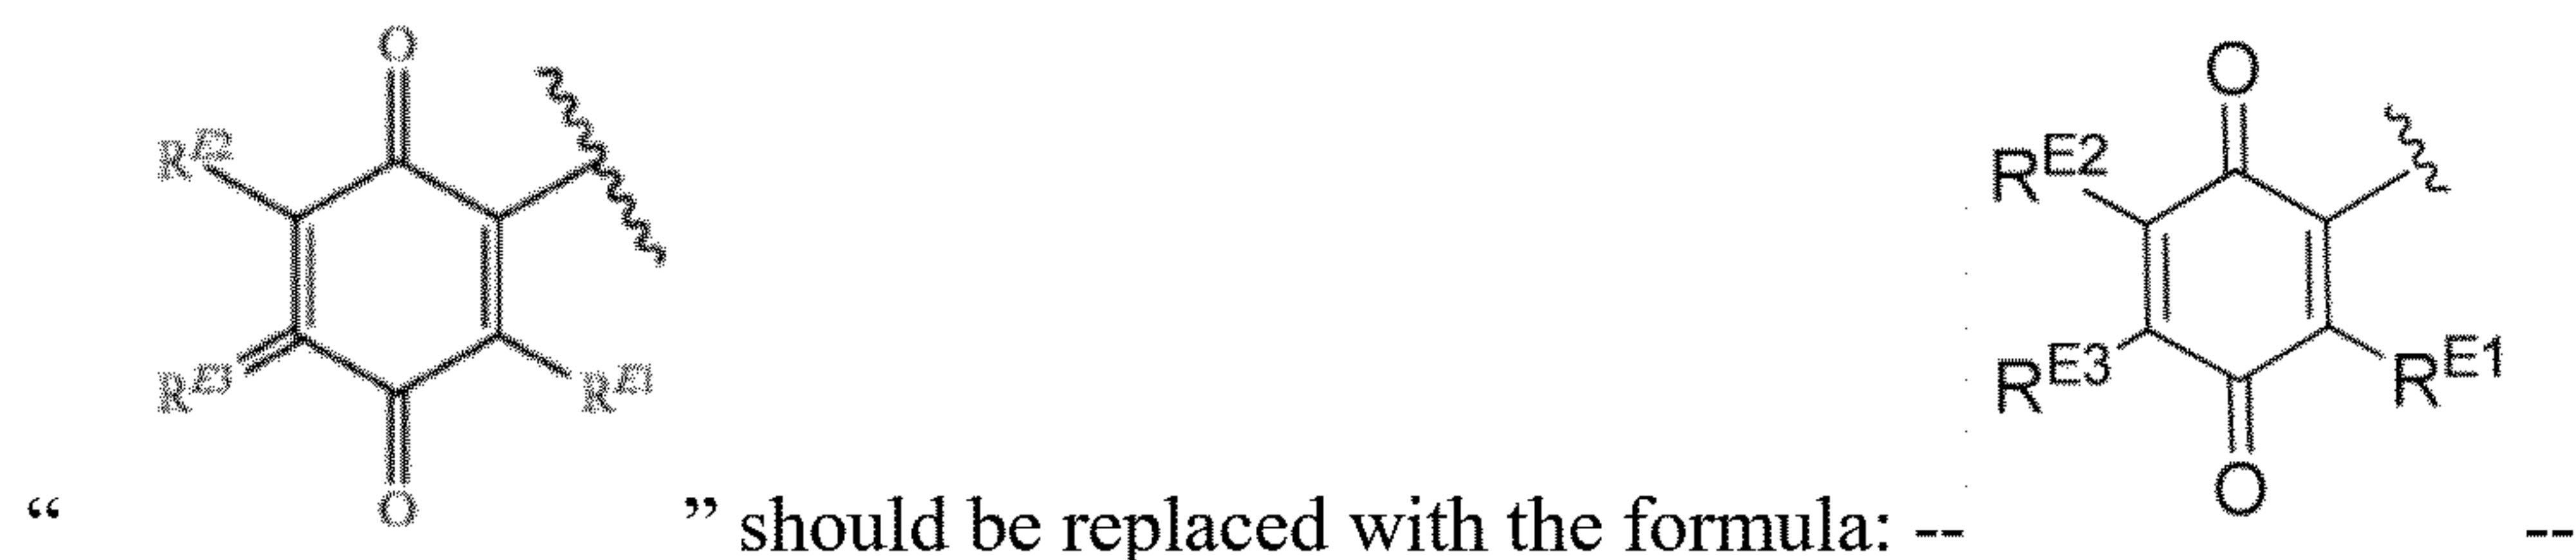 O
R^E2
R^E3
R^E1
O
O
R^E2
R^E3
R^E1
O
“ ” should be replaced with the formula: -- --